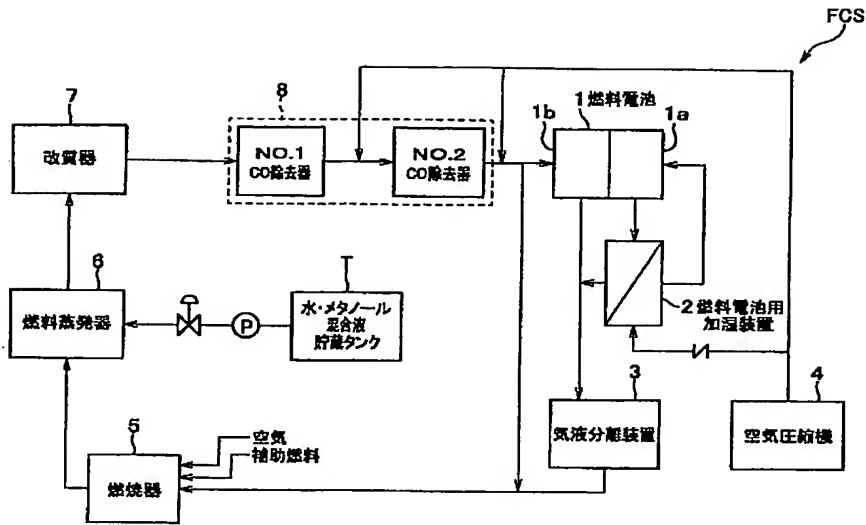 FCS
8
7
1 燃料電池
1b
1a
改質器
NO.1
CO除去器
NO.2
CO除去器
6
T
燃料蒸発器
P
水・メタノール
混合液
貯蔵タンク
2 燃料電池用
加湿装置
3
4
5
空気
補助燃料
気液分離装置
空気圧縮機
燃焼器